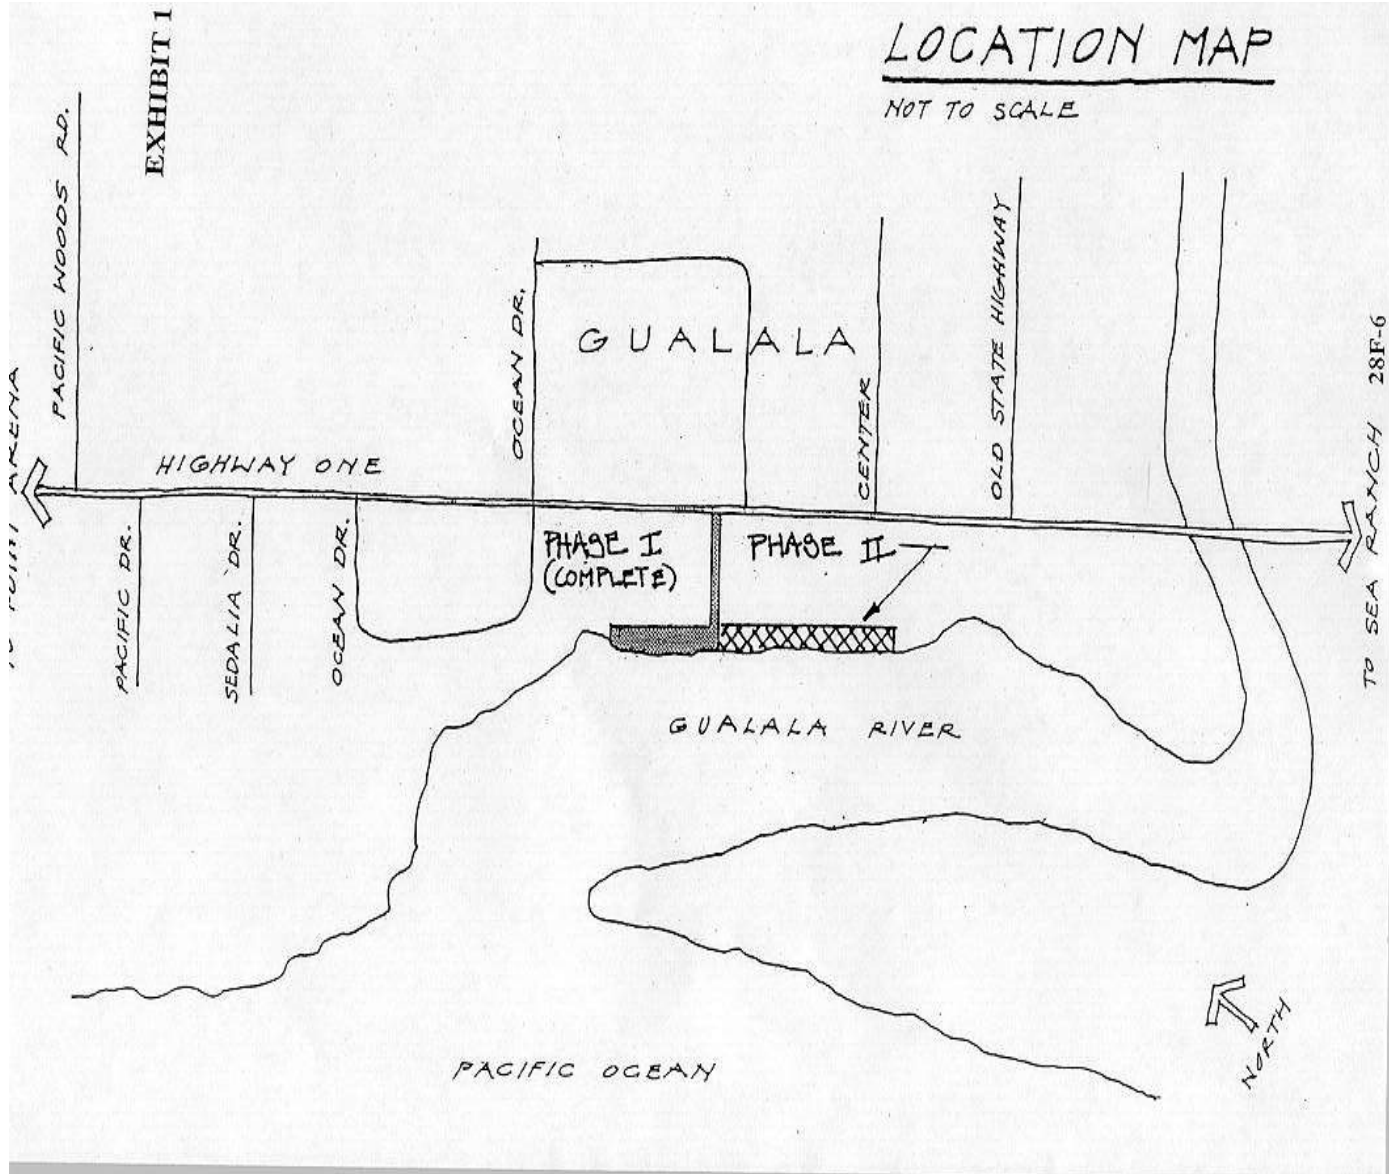 EXHIBIT 1
LOCATION MAP
NOT TO SCALE
PACIFIC WOODS RD.
OCEAN DR.
GUALALA
CENTER
OLD STATE HIGHWAY
28F-6
ARENA
HIGHWAY ONE
TO SEA RANCH
PACIFIC DR.
SEDALIA DR.
OCEAN DR.
PHASE I
(COMPLETE)
PHASE II
GUALALA RIVER
NORTH
PACIFIC OCEAN